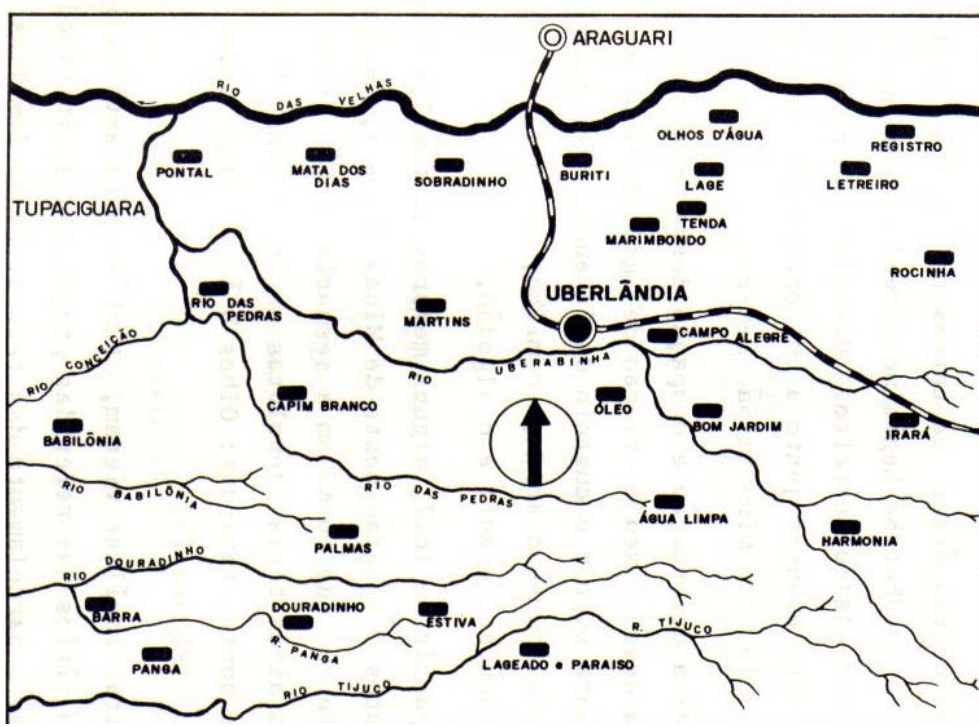 ARAGUARI
RIO DAS VELHAS
OLHOS D'ÁGUA
REGISTRO
PONTAL
MATA DOS
DIAS
SOBRADINHO
BURITI
LAGE
LETREIRO
TUPACIGUARA
TENDA
MARIMBONDO
ROCINHA
RIO DAS
PEDRAS
MARTINS
UBERLÂNDIA
CAMPO ALEGRE
RIO CONCEIÇÃO
RIO UBERABINHA
CAPIM BRANCO
ÓLEO
BOM JARDIM
IRARÁ
BABILÔNIA
RIO BABILÔNIA
RIO DAS PEDRAS
ÁGUA LIMPA
PALMAS
HARMONIA
RIO DOURADINHO
BARRA
DOURADINHO
ESTIVA
R. PANGA
R. TIJUCO
PANGA
LAGEADO e PARAISO
RIO TIJUCO